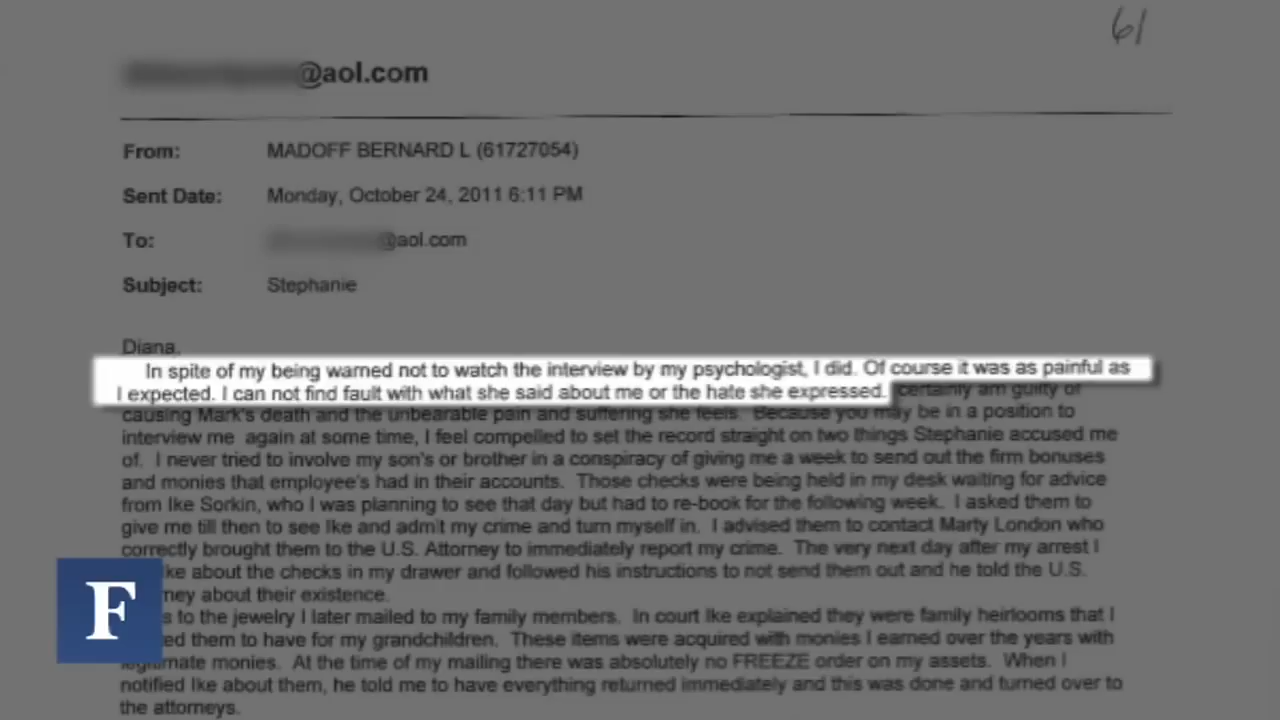 61
@aol.com
From: MADOFF BERNARD L (61727054)
Sent Date: Monday, October 24, 2011 6:11 PM
To: @aol.com
Subject: Stephanie
Diana,
In spite of my being warned not to watch the interview by my psychologist, I did. Of course it was as painful as
I expected. I can not find fault with what she said about me or the hate she expressed. certainly am guilty of
causing Mark's death and the unbearable pain and suffering she feels. Because you may be in a position to
interview me again at some time, I feel compelled to set the record straight on two things Stephanie accused me
of. I never tried to involve my son's or brother in a conspiracy of giving me a week to send out the firm bonuses
and monies that employee's had in their accounts. Those checks were being held in my desk waiting for advice
from Ike Sorkin, who I was planning to see that day but had to re-book for the following week. I asked them to
give me till then to see Ike and admit my crime and turn myself in. I advised them to contact Marty London who
correctly brought them to the U.S. Attorney to immediately report my crime. The very next day after my arrest I
ke about the checks in my drawer and followed his instructions to not send them out and he told the U.S.
ney about their existence.
s to the jewelry I later mailed to my family members. In court Ike explained they were family heirlooms that I
ed them to have for my grandchildren. These items were acquired with monies I earned over the years with
legitimate monies. At the time of my mailing there was absolutely no FREEZE order on my assets. When I
notified Ike about them, he told me to have everything returned immediately and this was done and turned over to
the attorneys.
F